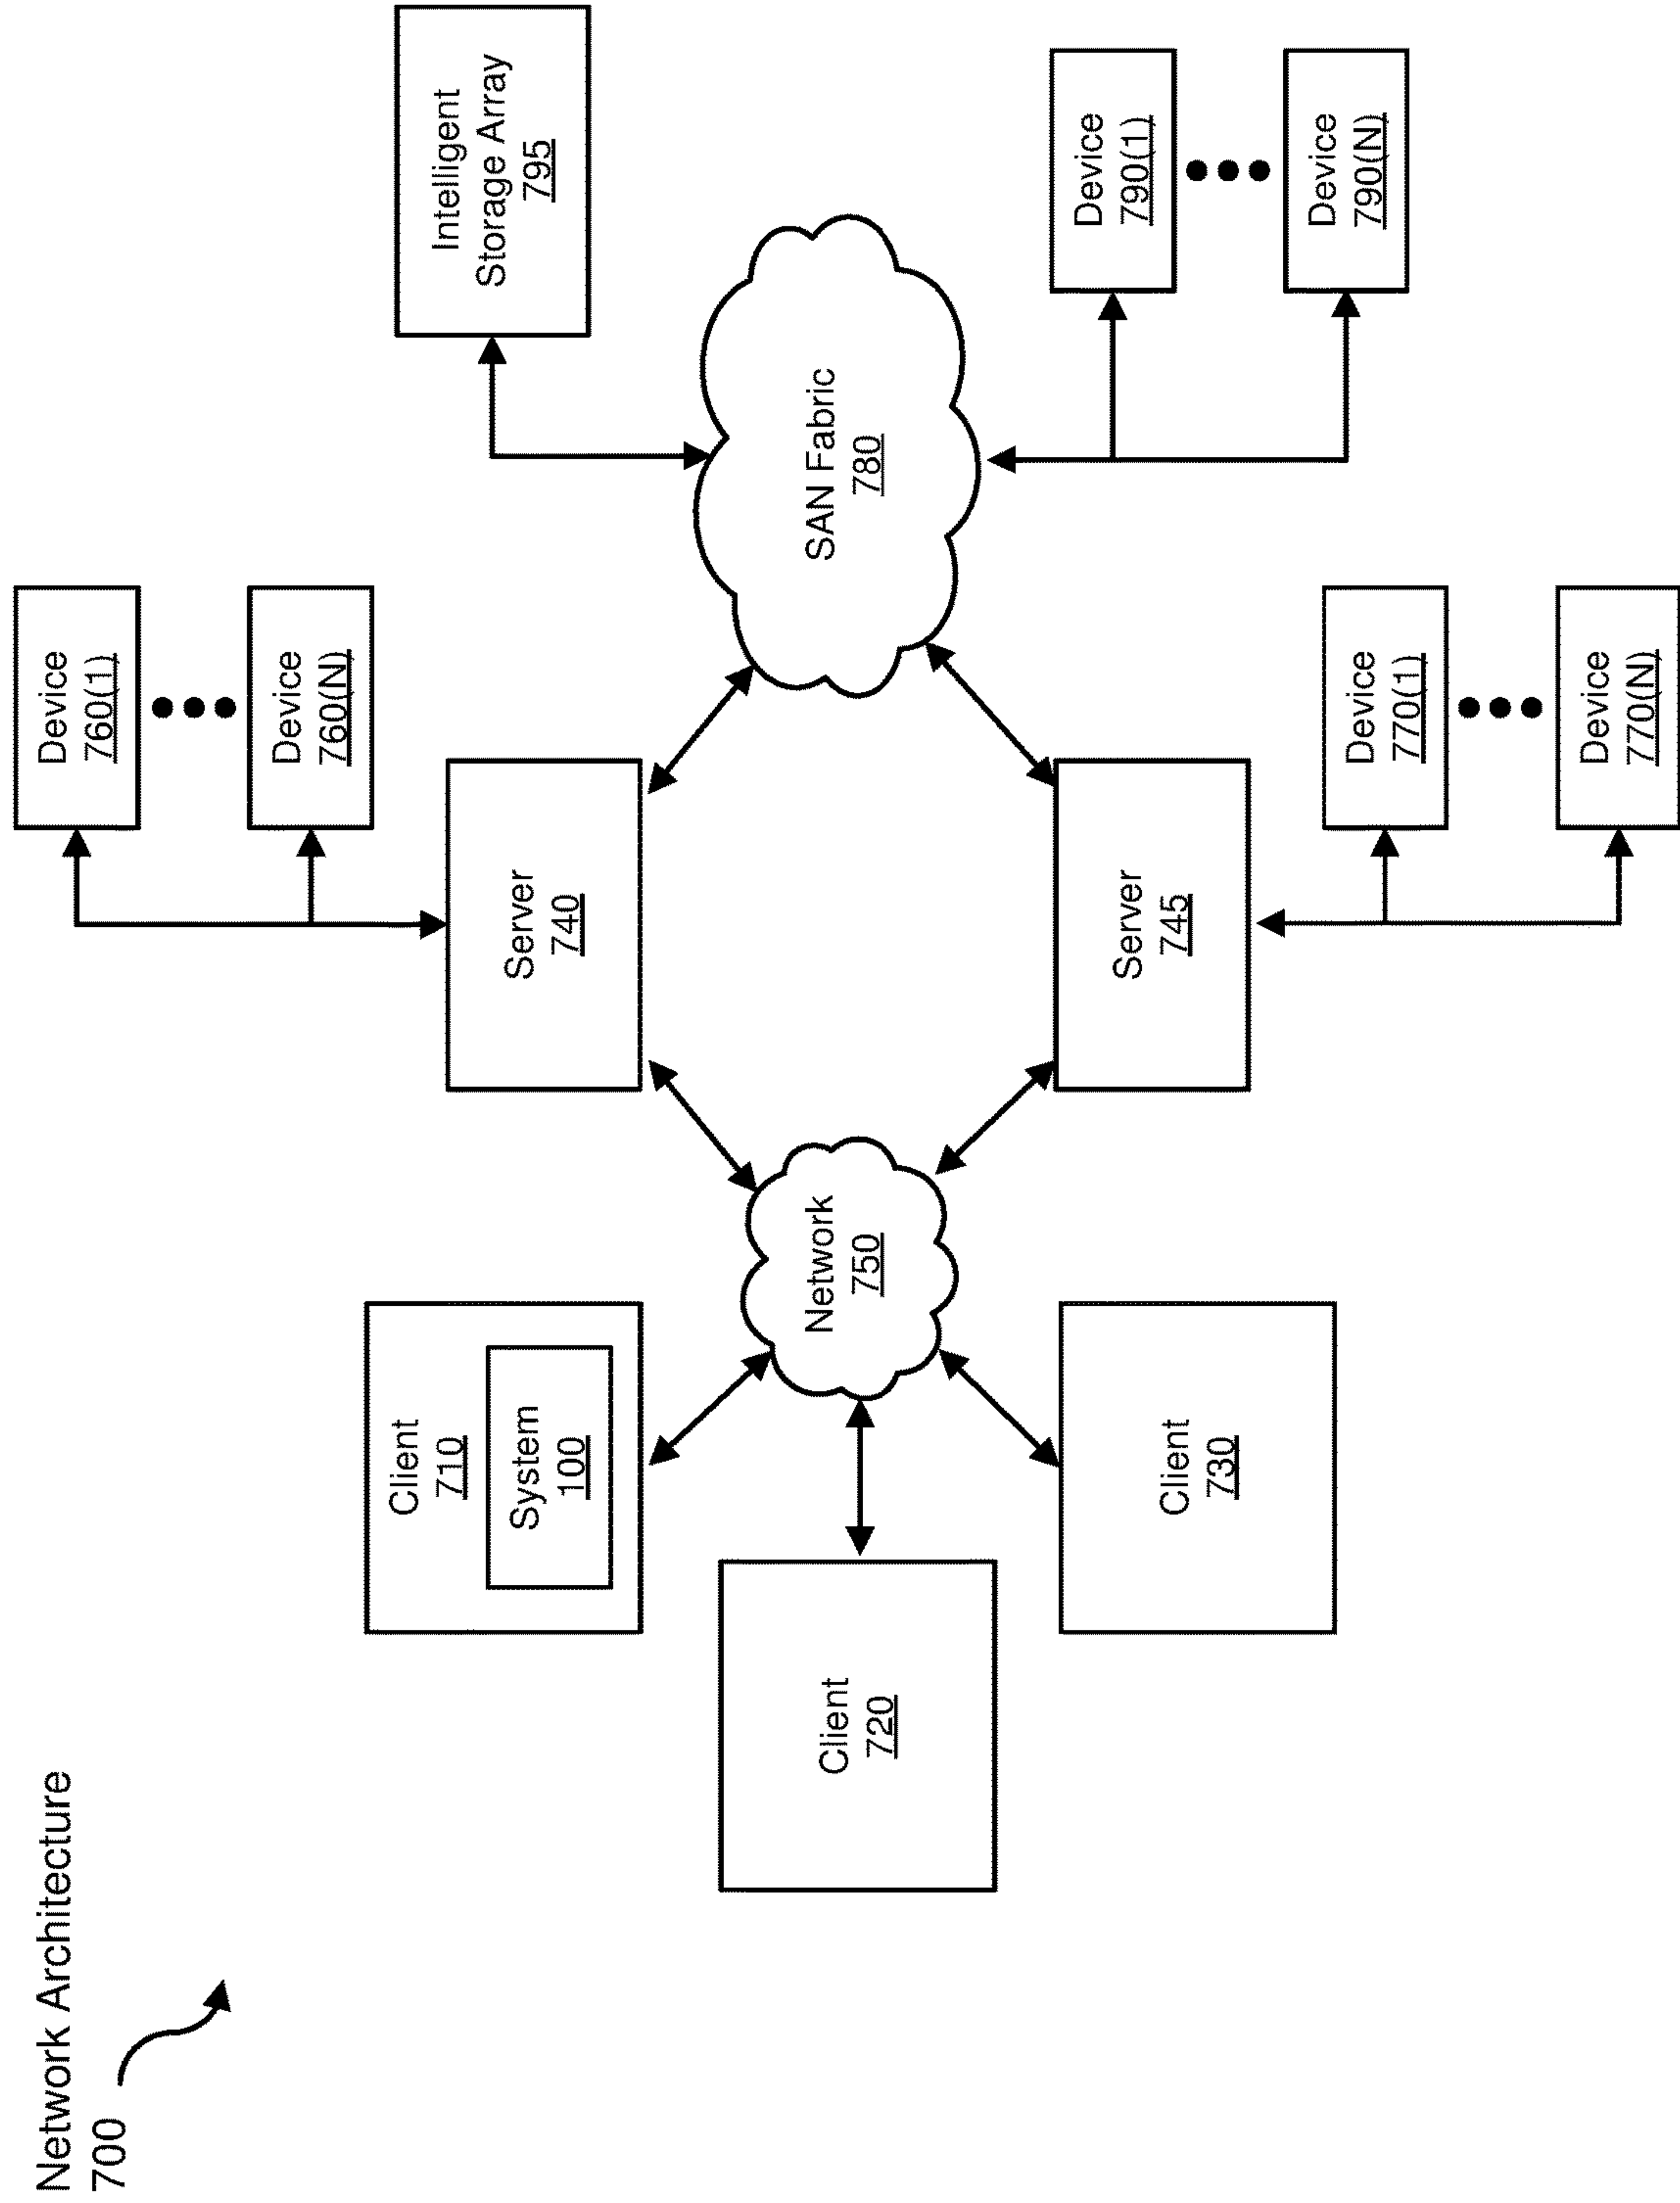 Network Architecture
700
Client
710
System
100
Client
720
Client
730
Network
750
Server
740
Server
745
Device
760(1)
Device
760(N)
Device
770(1)
Device
770(N)
SAN Fabric
780
Intelligent
Storage Array
795
Device
790(1)
Device
790(N)